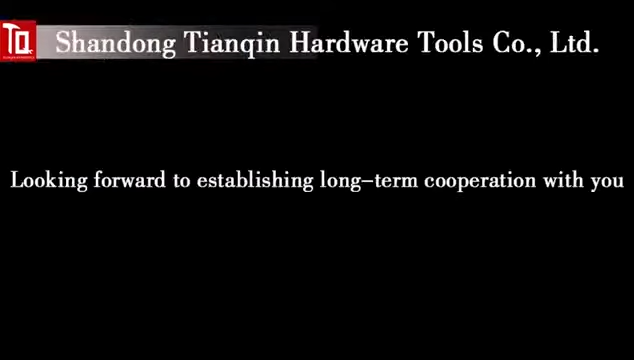 TQ
Shandong Tianqin Hardware Tools Co., Ltd.
Looking forward to establishing long-term cooperation with you